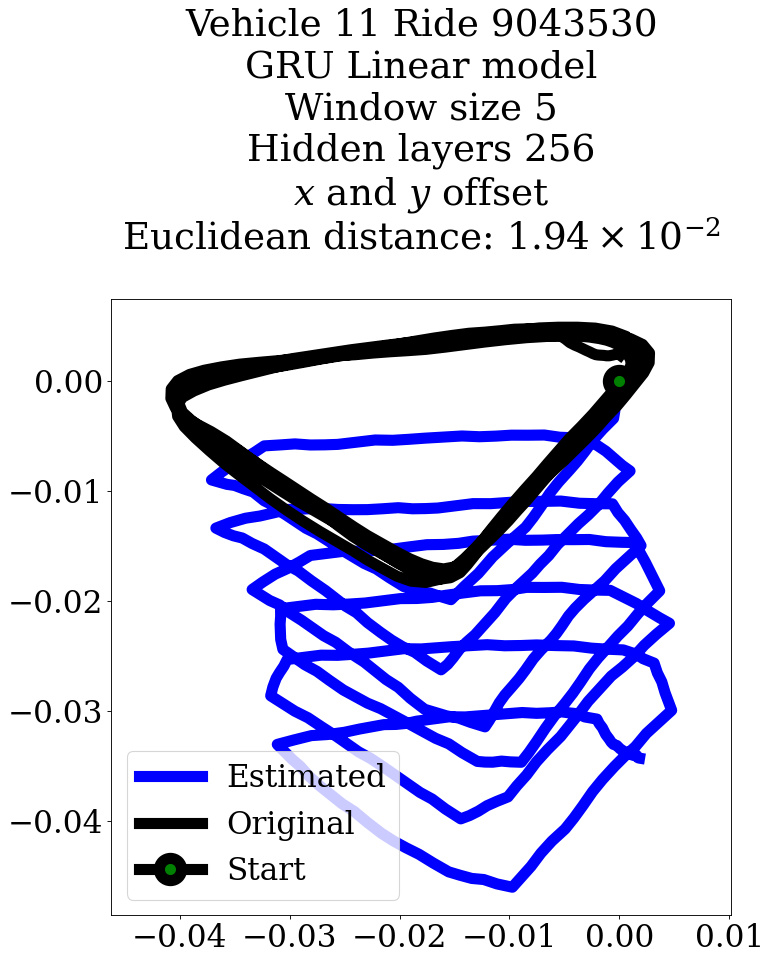 Vehicle 11 Ride 9043530
GRU Linear model
Window size 5
Hidden layers 256
x and y offset
Euclidean distance: 1.94 × 10⁻²
0.00
−0.01
−0.02
−0.03
−0.04
Estimated
Original
Start
−0.04 −0.03 −0.02 −0.01 0.00 0.01